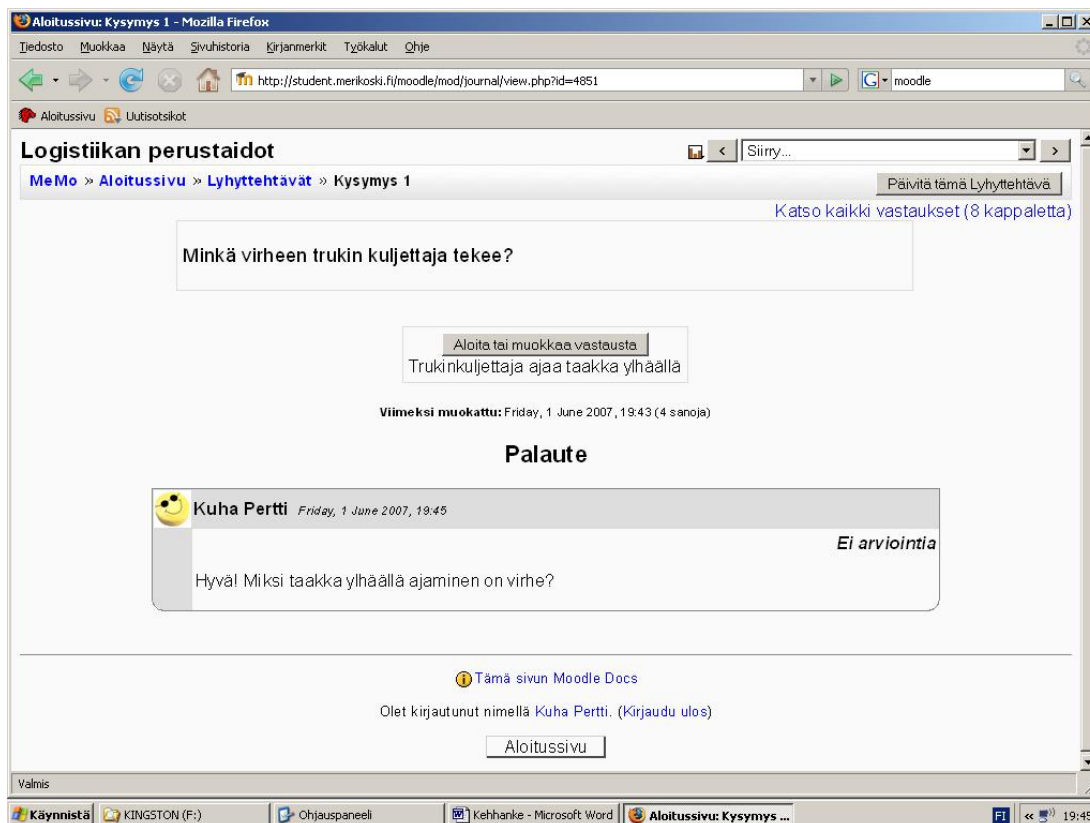 Aloitussivu: Kysymys 1 - Mozilla Firefox
Tiedosto Muokkaa Näytä Sivuhistoria Kirjanmerkit Työkalut Ohje
http://student.merikoski.fi/moodle/mod/journal/view.php?id=4851 G moodle
Aloitussivu Uutisotsikot
Logistiikan perustaidot < Siirry... >
MeMo » Aloitussivu » Lyhyttehtävät » Kysymys 1 Päivitä tämä Lyhyttehtävä
Katso kaikki vastaukset (8 kappaletta)
Minkä virheen trukin kuljettaja tekee?
Aloita tai muokkaa vastausta
Trukinkuljettaja ajaa taakka ylhäällä
Viimeksi muokattu: Friday, 1 June 2007, 19:43 (4 sanoja)
Palaute
Kuha Pertti Friday, 1 June 2007, 19:45
Ei arviointia
Hyvä! Miksi taakka ylhäällä ajaminen on virhe?
Tämä sivun Moodle Docs
Olet kirjautunut nimellä Kuha Pertti. (Kirjaudu ulos)
Aloitussivu
Valmis
Käynnistä KINGSTON (F:) Ohjauspaneeli Kehhanke - Microsoft Word Aloitussivu: Kysymys ... FI « 19:45